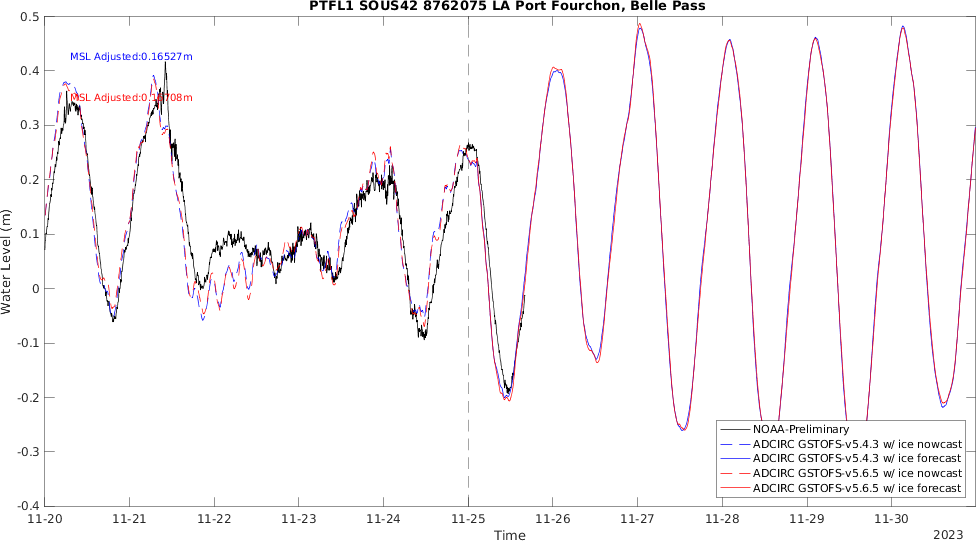 PTFL1 SOUS42 8762075 LA Port Fourchon, Belle Pass
0.5
0.4
0.3
0.2
0.1
0
-0.1
-0.2
-0.3
-0.4
Water Level (m)
MSL Adjusted:0.16527m
MSL Adjusted:0. 708m
NOAA-Preliminary
ADCIRC GSTOFS-v5.4.3 w/ ice nowcast
ADCIRC GSTOFS-v5.4.3 w/ ice forecast
ADCIRC GSTOFS-v5.6.5 w/ ice nowcast
ADCIRC GSTOFS-v5.6.5 w/ ice forecast
11-20 11-21 11-22 11-23 11-24 11-25 11-26 11-27 11-28 11-29 11-30
Time
2023